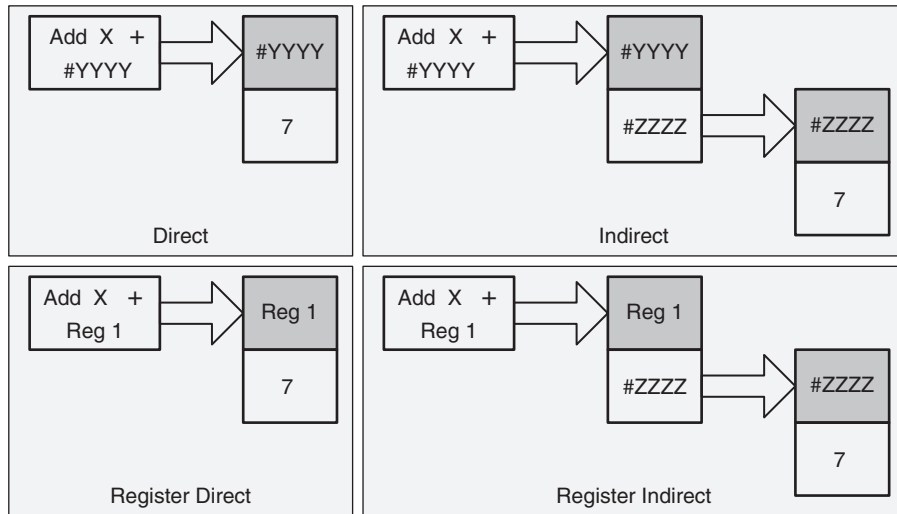 Add X +
#YYYY
#YYYY
7
Direct
Add X +
#YYYY
#YYYY
#ZZZZ
#ZZZZ
7
Indirect
Add X +
Reg 1
Reg 1
7
Register Direct
Add X +
Reg 1
Reg 1
#ZZZZ
#ZZZZ
7
Register Indirect